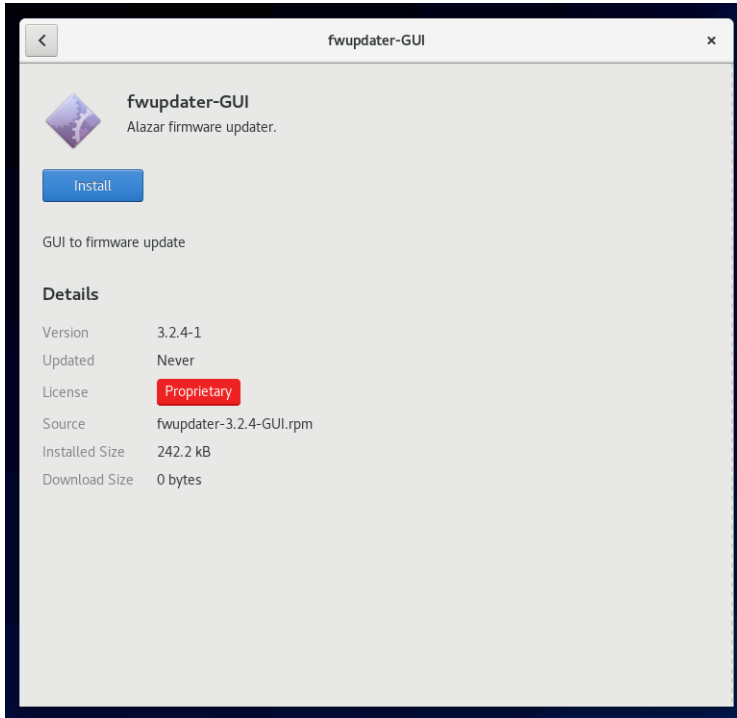 fwupdater-GUI
fwupdater-GUI
Alazar firmware updater.
Install
GUI to firmware update
Details
Version 3.2.4-1
Updated Never
License Proprietary
Source fwupdater-3.2.4-GUI.rpm
Installed Size 242.2 kB
Download Size 0 bytes